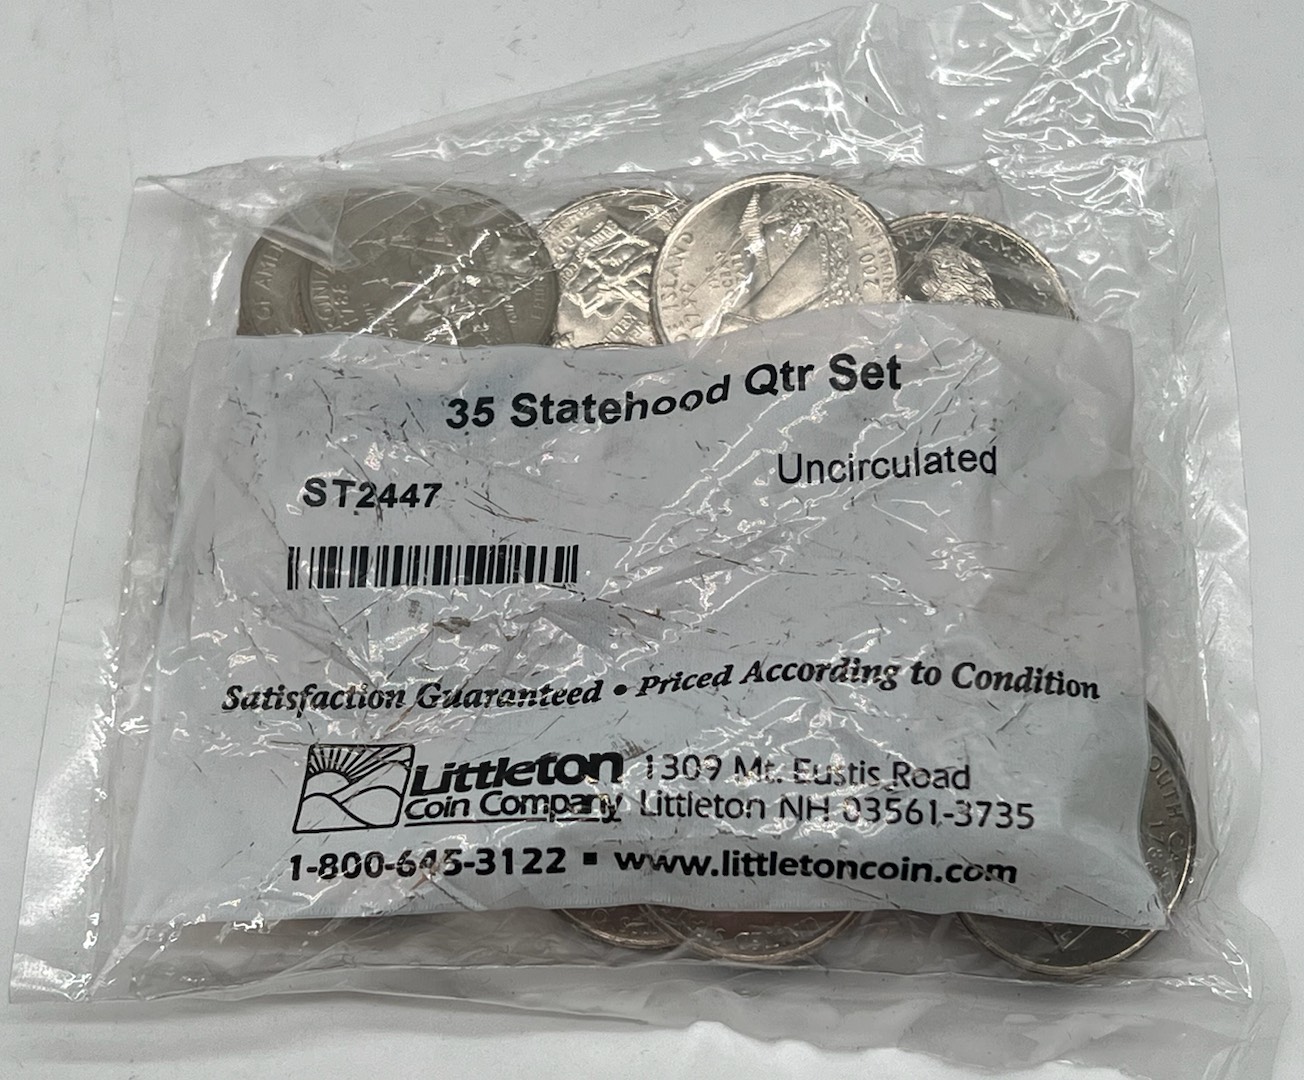 ISLAND
35 Statehood Qtr Set
Uncirculated
ST2447
Satisfaction Guaranteed • Priced According to Condition
Littleton
Coin Company
1309 Mt. Eustis Road
Littleton NH 03561-3735
1-800-645-3122 ▪ www.littletoncoin.com